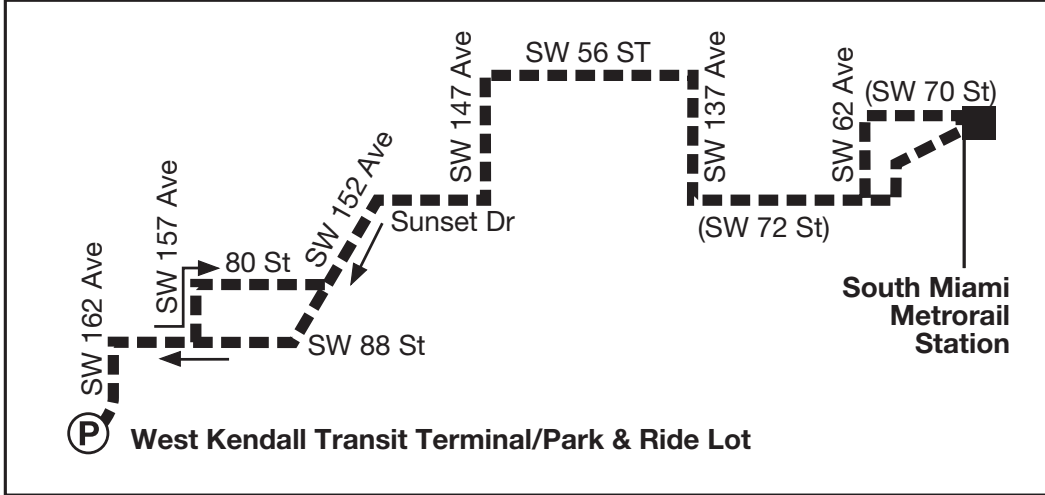 SW 56 ST
SW 147 Ave
SW 137 Ave
SW 62 Ave
(SW 70 St)
SW 152 Ave
Sunset Dr
(SW 72 St)
SW 157 Ave
80 St
SW 162 Ave
SW 88 St
South Miami
Metrorail
Station
P
West Kendall Transit Terminal/Park & Ride Lot